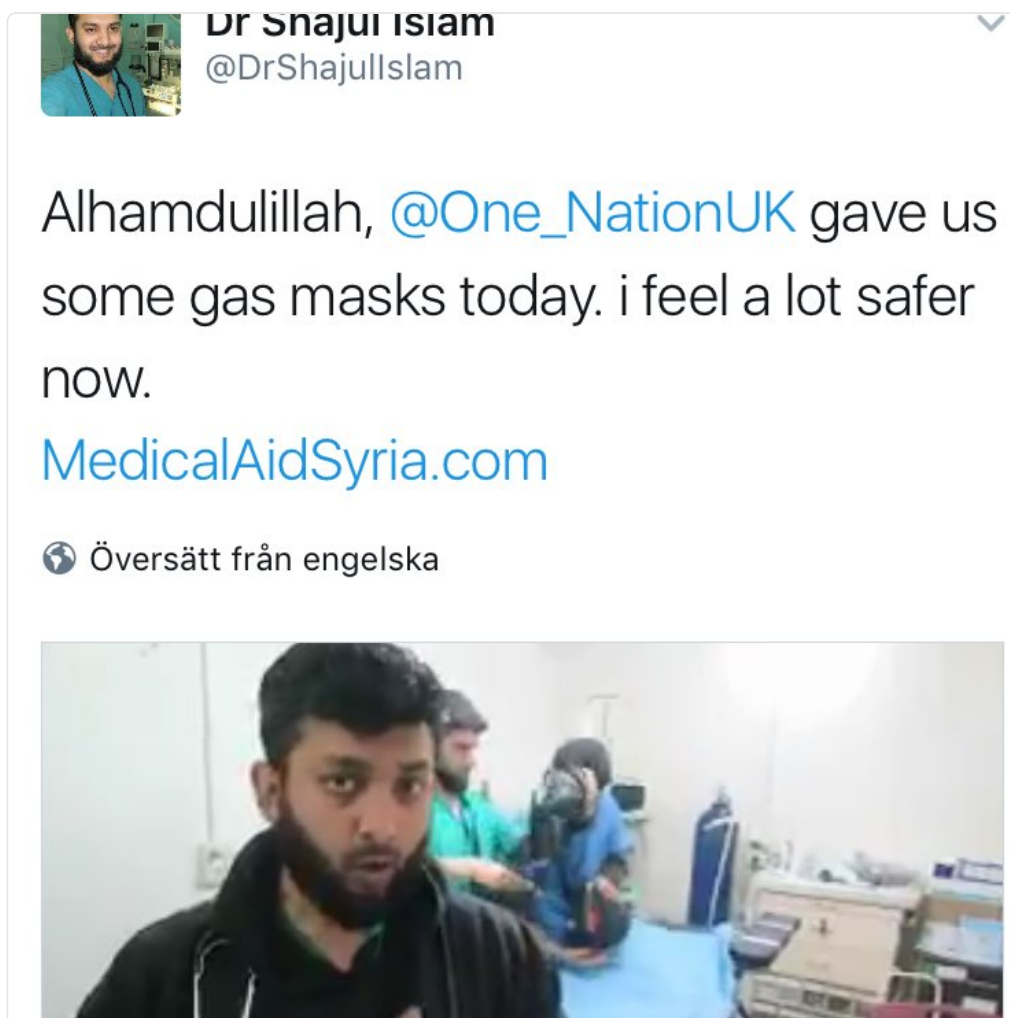 Dr Shajul Islam
@DrShajulIslam
Alhamdulillah, @One_NationUK gave us
some gas masks today. i feel a lot safer
now.
MedicalAidSyria.com
Översätt från engelska